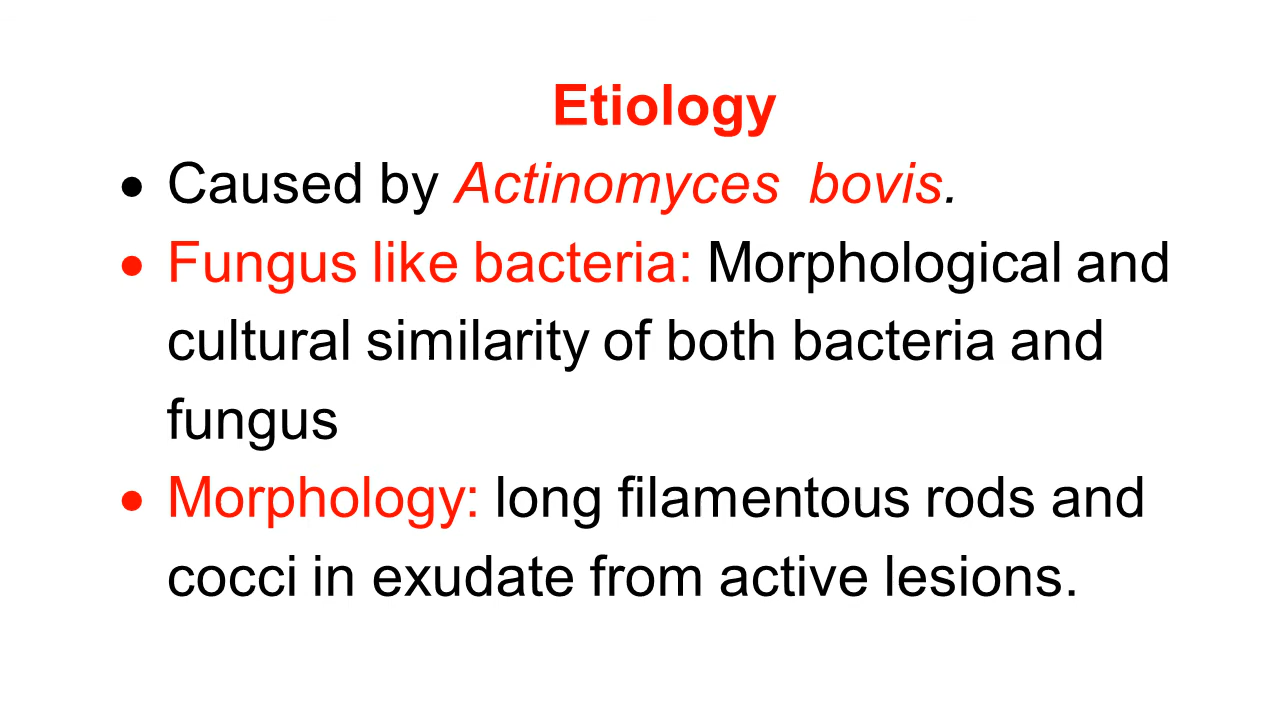 Etiology
• Caused by Actinomyces  bovis.
• Fungus like bacteria: Morphological and
cultural similarity of both bacteria and
fungus
• Morphology: long filamentous rods and
cocci in exudate from active lesions.